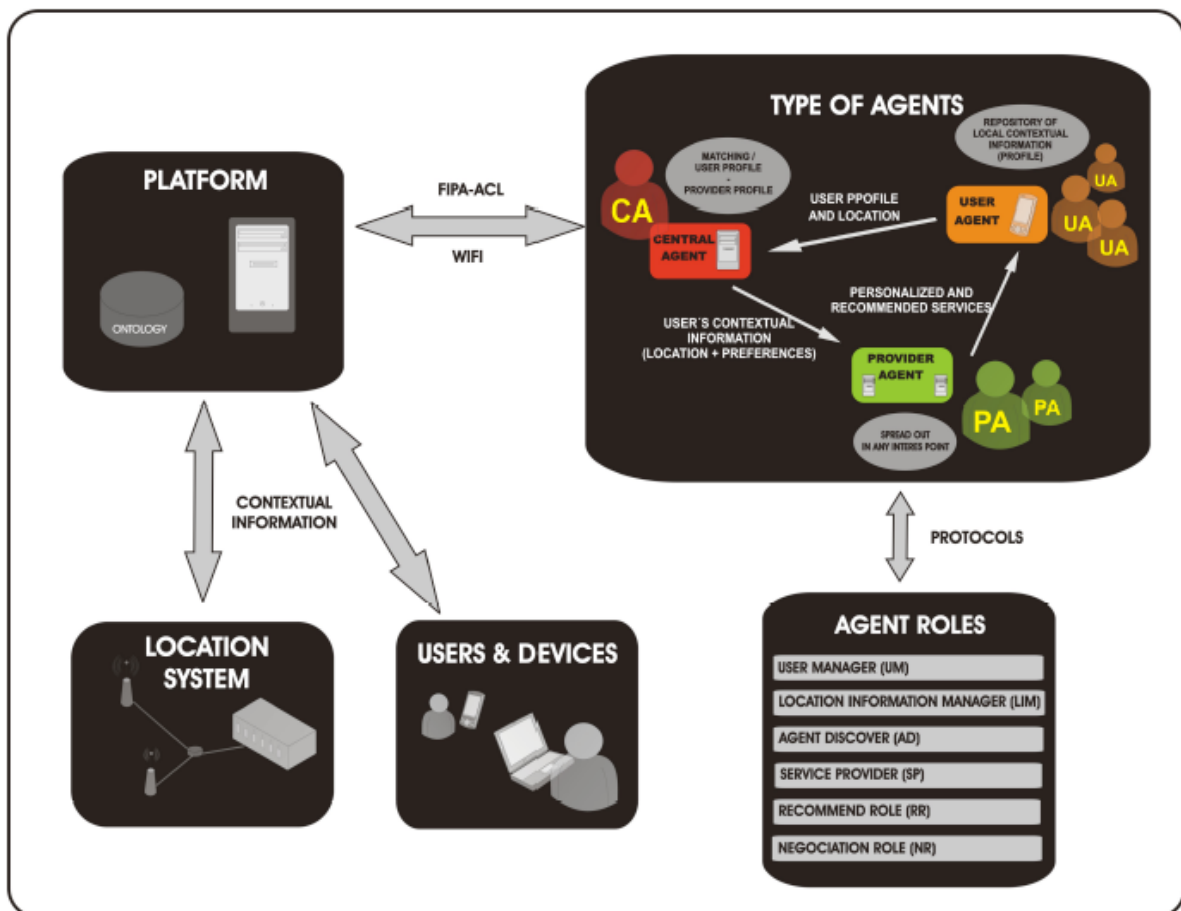 TYPE OF AGENTS
REPOSITORY OF
LOCAL CONTEXTUAL
INFORMATION
(PROFILE)
MATCHING /
USER PROFILE
-
PROVIDER PROFILE
UA
CA
USER PPOFILE
AND LOCATION
USER
AGENT
UA
UA
CENTRAL
AGENT
PERSONALIZED AND
RECOMMENDED SERVICES
USER´S CONTEXTUAL
INFORMATION
(LOCATION + PREFERENCES)
PROVIDER
AGENT
PA
PA
SPREAD OUT
IN ANY INTERES POINT
PLATFORM
ONTOLOGY
FIPA-ACL
WIFI
CONTEXTUAL
INFORMATION
PROTOCOLS
LOCATION
SYSTEM
USERS & DEVICES
AGENT ROLES
USER MANAGER (UM)
LOCATION INFORMATION MANAGER (LIM)
AGENT DISCOVER (AD)
SERVICE PROVIDER (SP)
RECOMMEND ROLE (RR)
NEGOCIATION ROLE (NR)